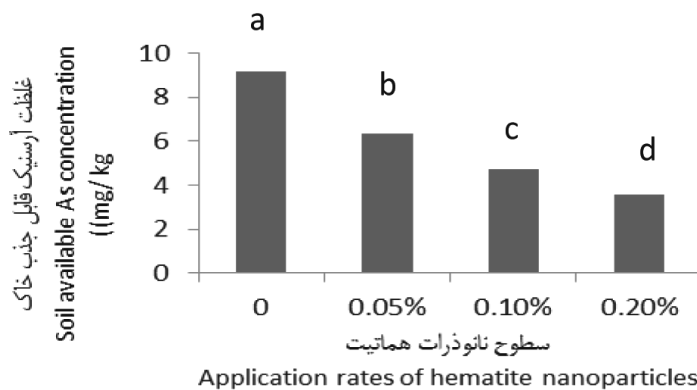 غلظت آرسنیک قابل جذب خاک
Soil available As concentration
((mg/ kg
10
8
6
4
2
0
a
b
c
d
0 0.05% 0.10% 0.20%
سطوح نانوذرات هماتیت
Application rates of hematite nanoparticles